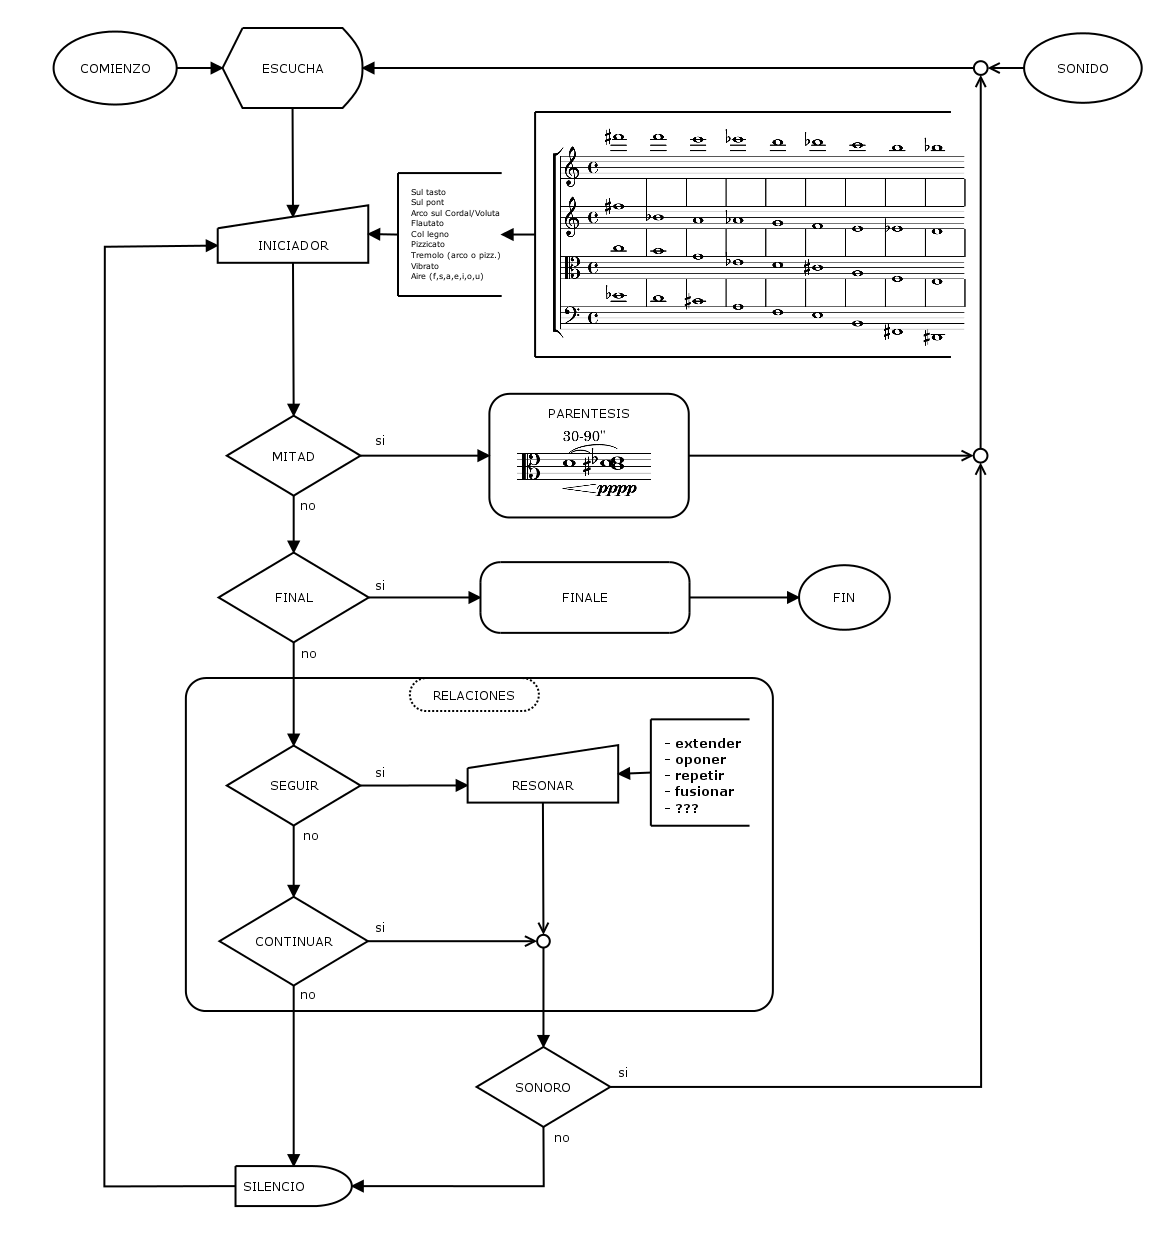 COMIENZO
ESCUCHA
SONIDO
Sul tasto
Sul pont
Arco sul Cordal/Voluta
Flautato
Col legno
Pizzicato
Tremolo (arco o pizz.)
Vibrato
Aire (f,s,a,e,i,o,u)
INICIADOR
PARENTESIS
30-90"
pppp
MITAD
si
no
FINAL
si
FINALE
FIN
no
RELACIONES
- extender
- oponer
- repetir
- fusionar
- ???
SEGUIR
si
RESONAR
no
CONTINUAR
si
no
SONORO
si
no
SILENCIO